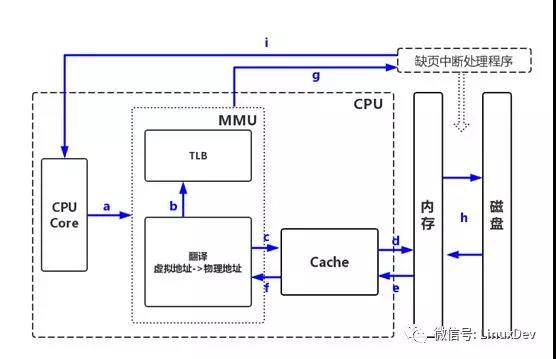 i
缺页中断处理程序
g
CPU
MMU
TLB
CPU
Core
a
b
c
d
内存
h
磁盘
翻译
虚拟地址->物理地址
Cache
f
e
微信号: LinuxDev